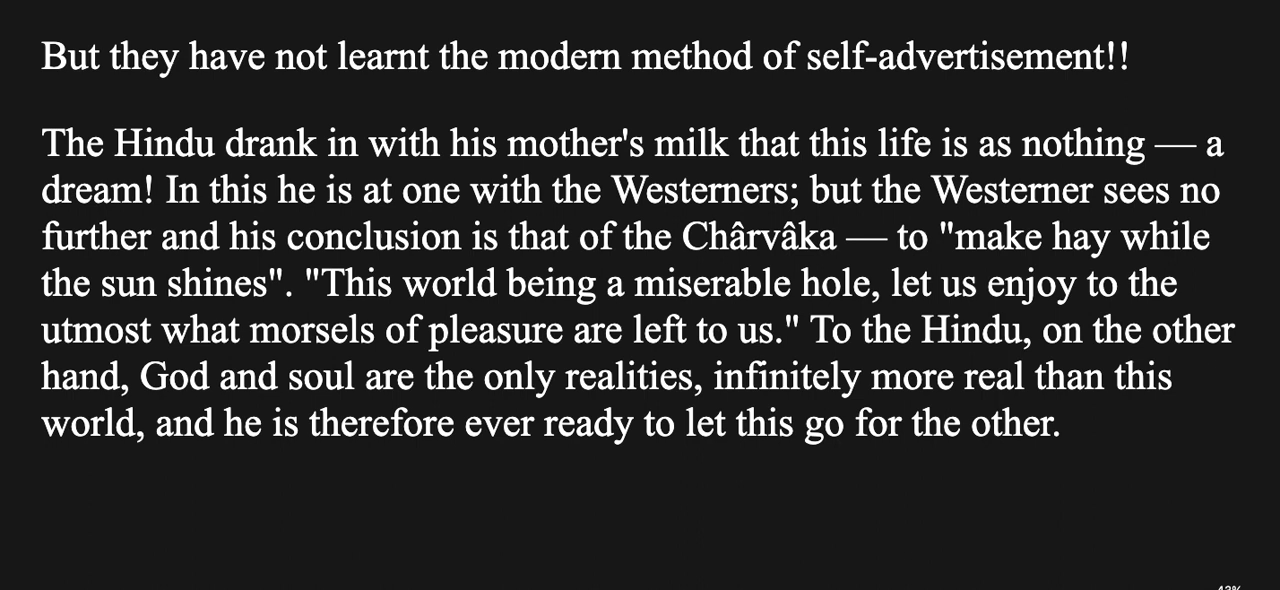 But they have not learnt the modern method of self-advertisement!!
The Hindu drank in with his mother's milk that this life is as nothing — a
dream! In this he is at one with the Westerners; but the Westerner sees no
further and his conclusion is that of the Chârvâka — to "make hay while
the sun shines". "This world being a miserable hole, let us enjoy to the
utmost what morsels of pleasure are left to us." To the Hindu, on the other
hand, God and soul are the only realities, infinitely more real than this
world, and he is therefore ever ready to let this go for the other.